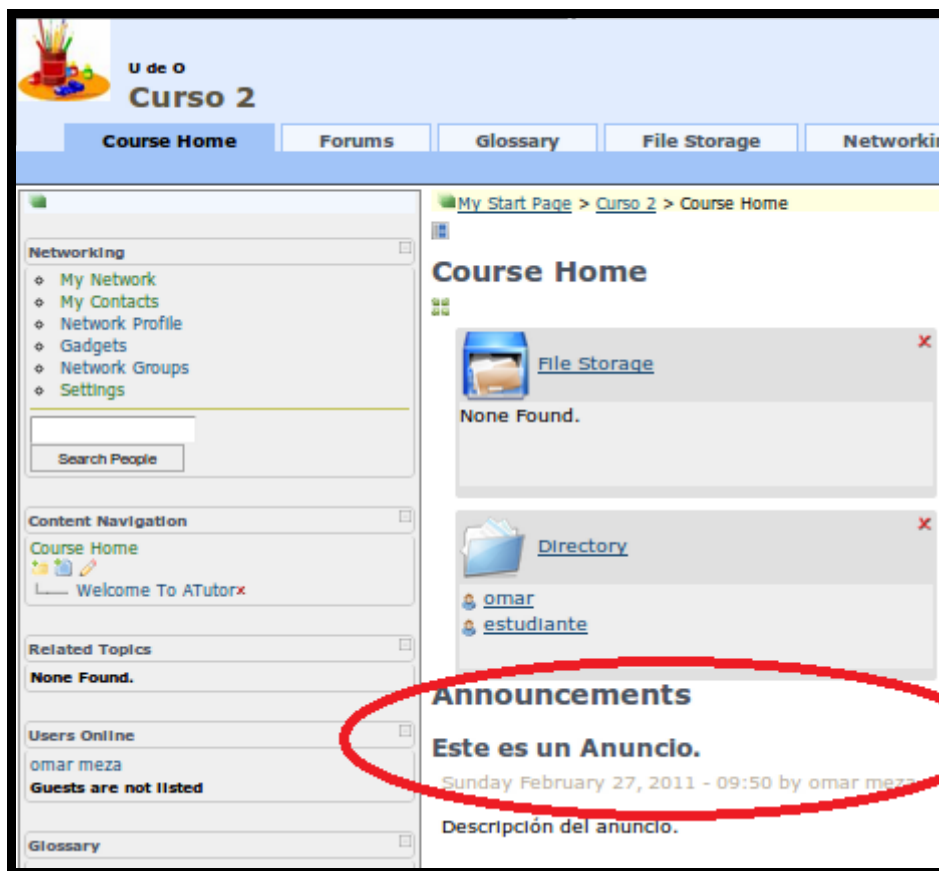 U de O
Curso 2
Course Home
Forums
Glossary
File Storage
Networkin
Networking
My Network
My Contacts
Network Profile
Gadgets
Network Groups
Settings
Search People
Content Navigation
Course Home
Welcome To ATutor
Related Topics
None Found.
Users Online
omar meza
Guests are not listed
Glossary
My Start Page > Curso 2 > Course Home
Course Home
File Storage
None Found.
Directory
omar
estudiante
Announcements
Este es un Anuncio.
Sunday February 27, 2011 - 09:50 by omar meza
Descripción del anuncio.